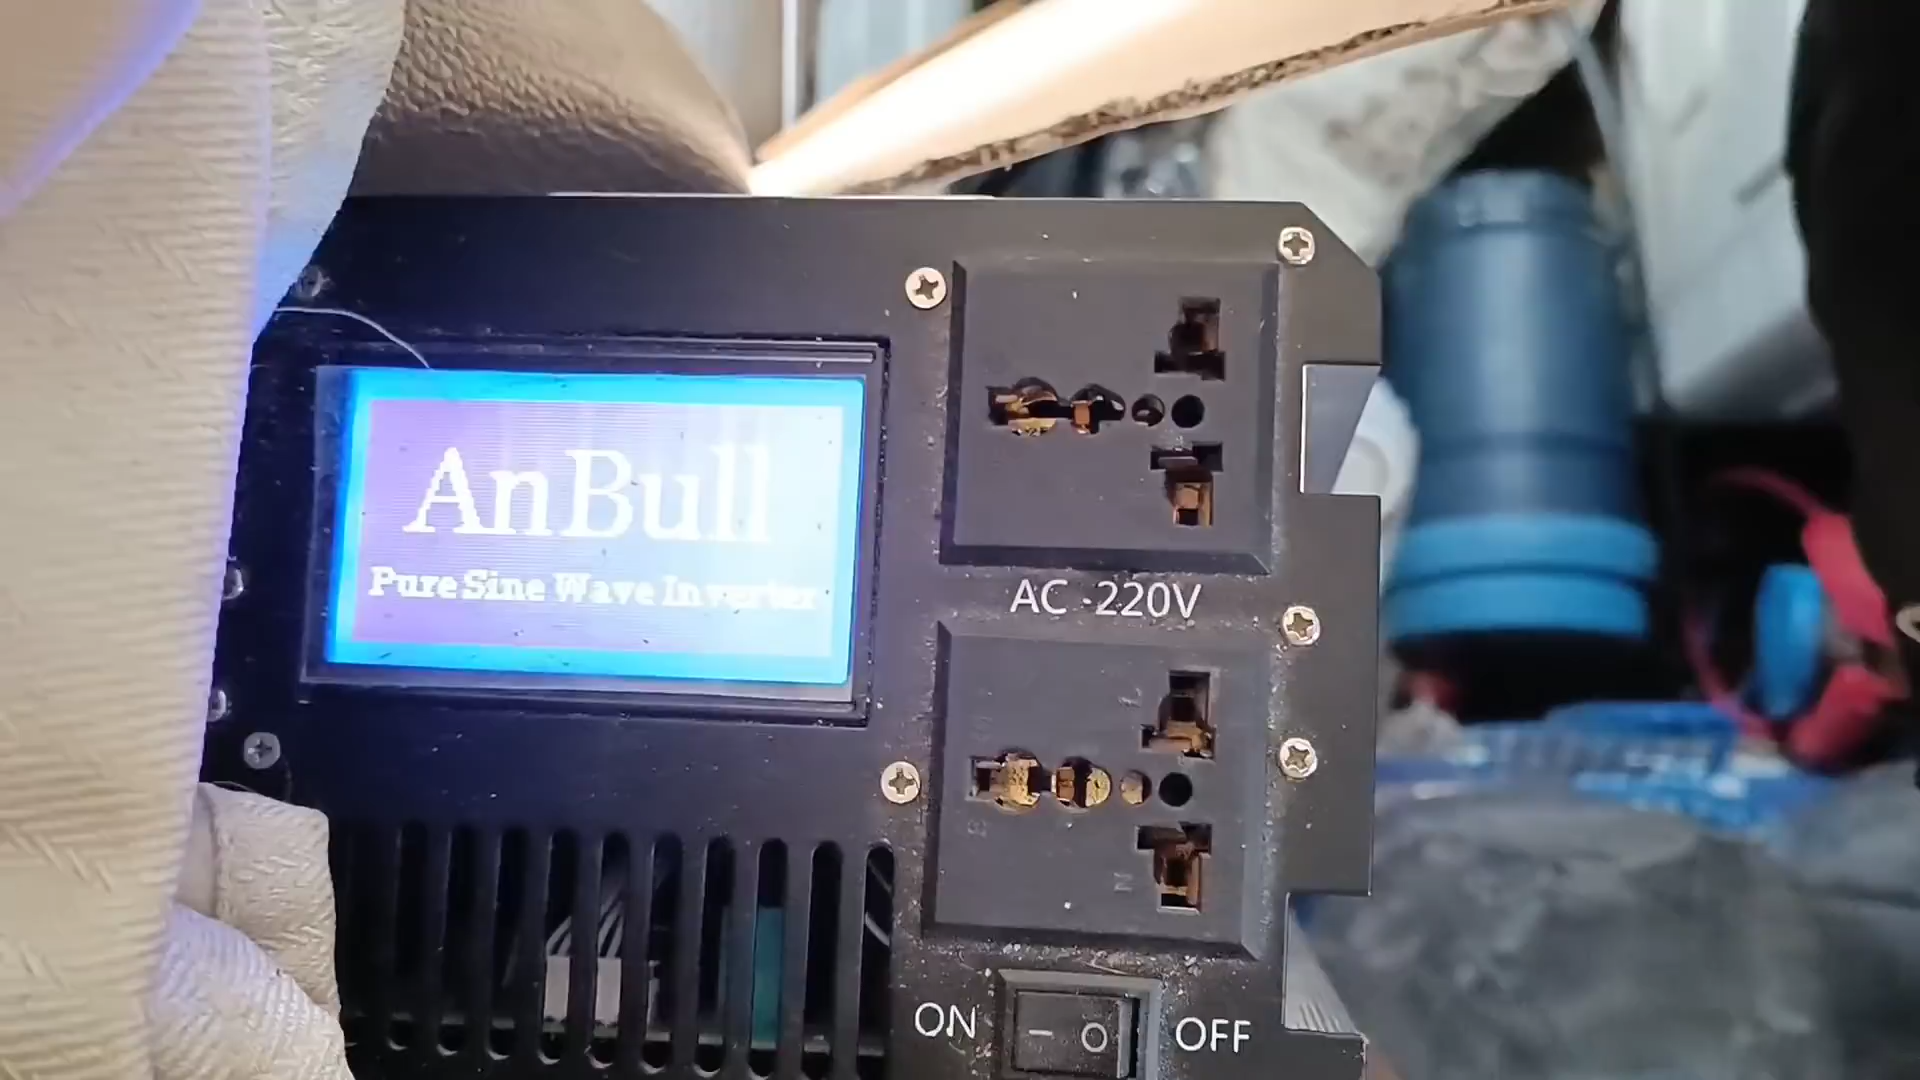 AnBull
Pure Sine Wave Inverter
AC 220V
N
ON
OFF